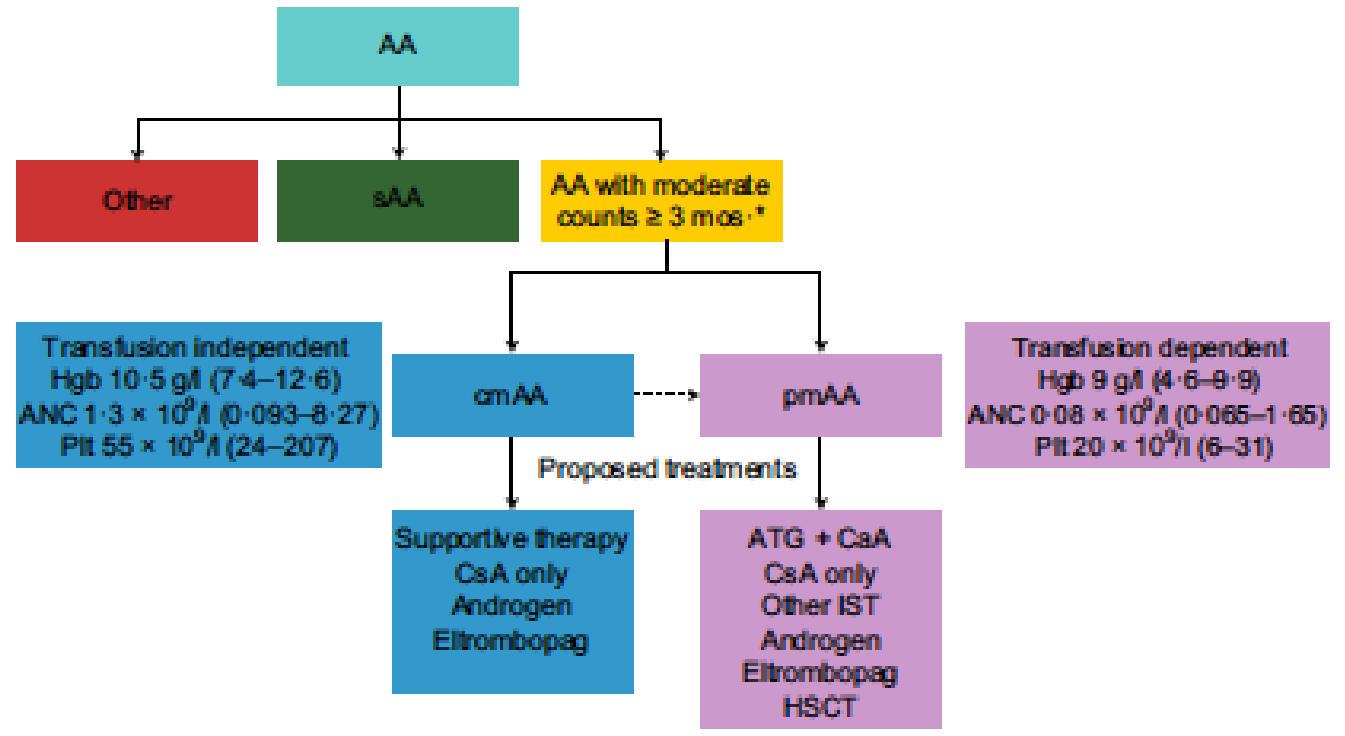 AA
Other
sAA
AA with moderate
counts ≥ 3 mos·*
Transfusion independent
Hgb 10·5 g/l (7·4–12·6)
ANC 1·3 × 10⁹/l (0·093–8·27)
Plt 55 × 10⁹/l (24–207)
cmAA
pmAA
Transfusion dependent
Hgb 9 g/l (4·6–9·9)
ANC 0·08 × 10⁹/l (0·065–1·65)
Plt 20 × 10⁹/l (6–31)
Proposed treatments
Supportive therapy
CsA only
Androgen
Eltrombopag
ATG + CaA
CsA only
Other IST
Androgen
Eltrombopag
HSCT